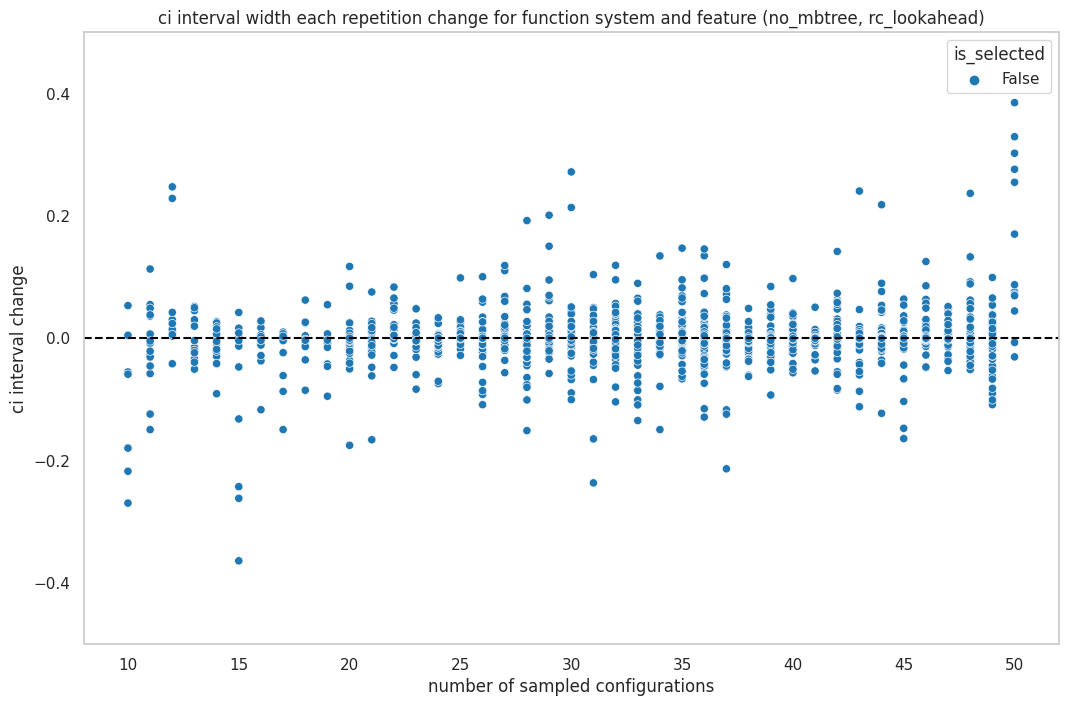 ci interval width each repetition change for function system and feature (no_mbtree, rc_lookahead)
is_selected
False
ci interval change
0.4
0.2
0.0
−0.2
−0.4
10
15
20
25
30
35
40
45
50
number of sampled configurations